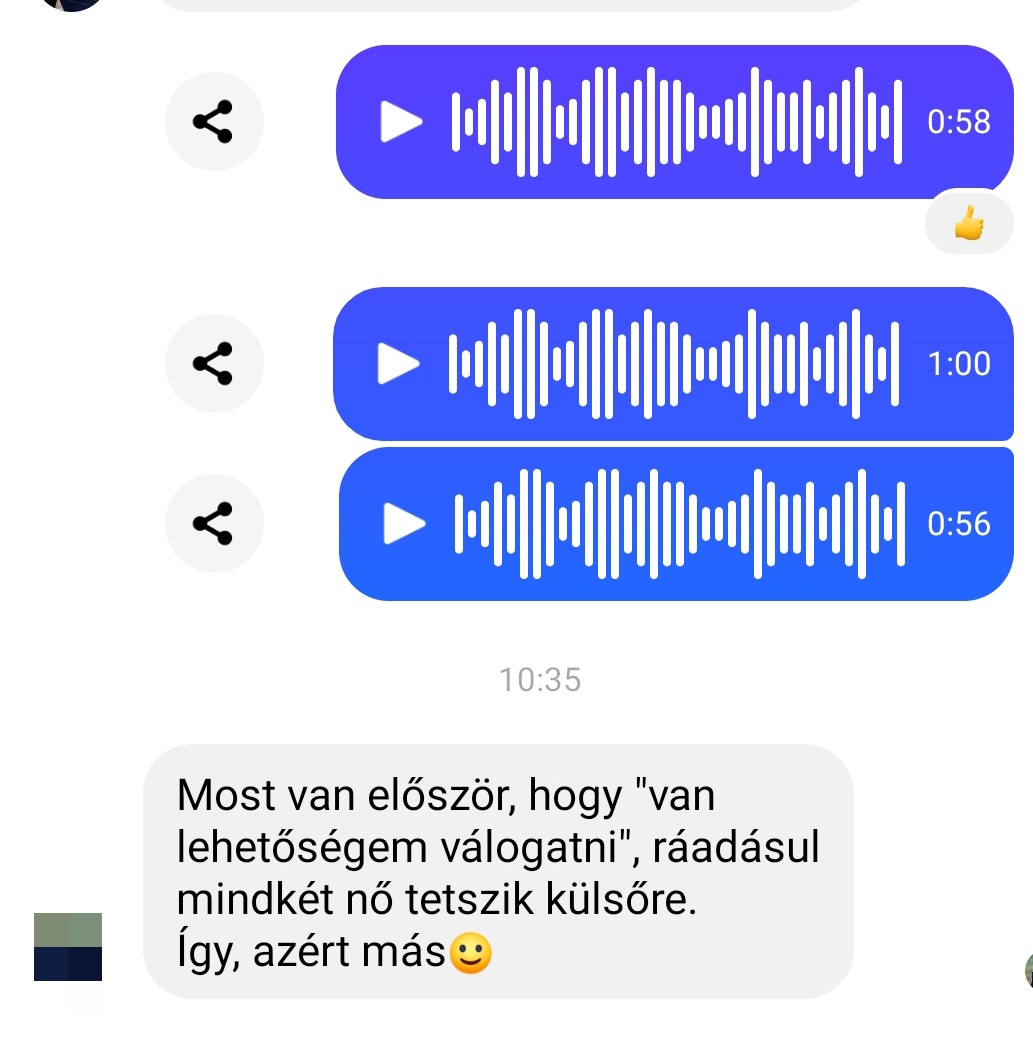 0:58
👍
1:00
0:56
10:35
Most van először, hogy "van
lehetőségem válogatni", ráadásul
mindkét nő tetszik külsőre.
Így, azért más🙂